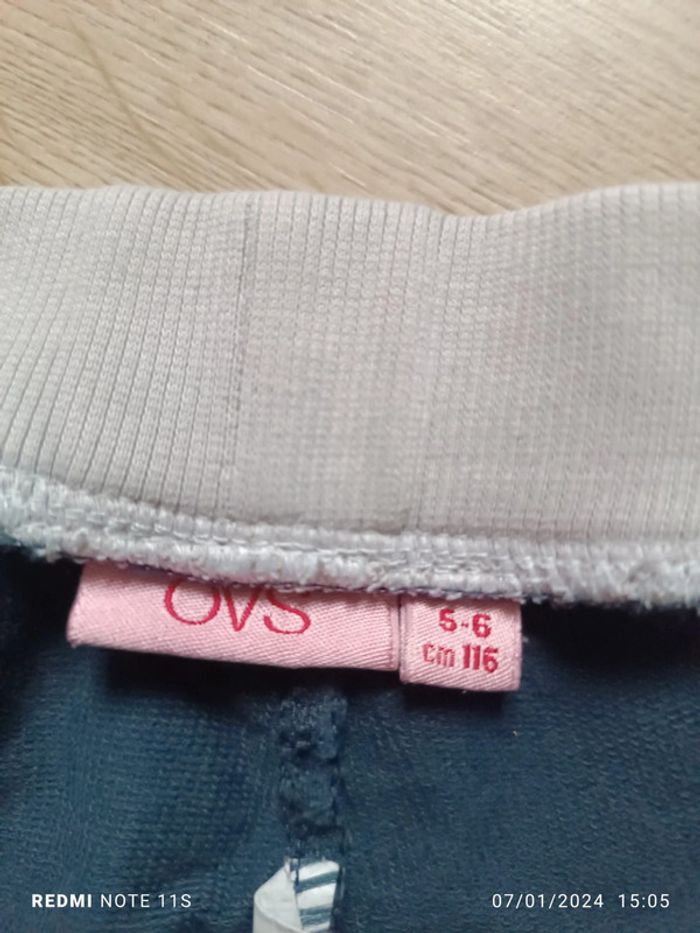 OVS
5-6
cm 116
REDMI NOTE 11S
07/01/2024 15:05